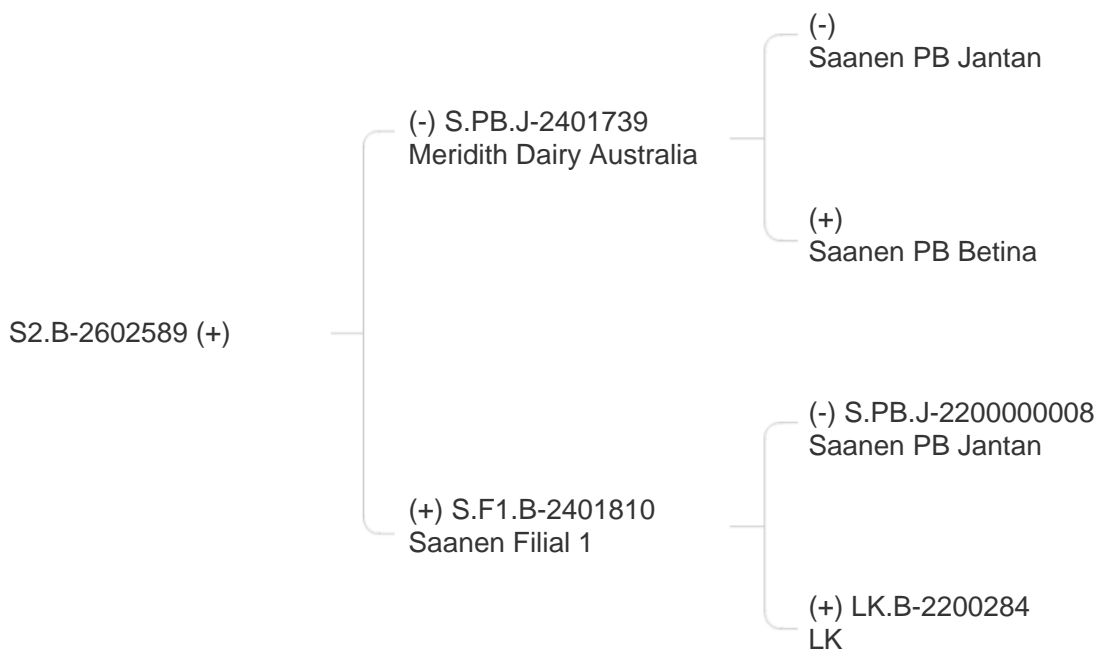 (-)
Saanen PB Jantan
(-) S.PB.J-2401739
Meridith Dairy Australia
(+)
Saanen PB Betina
S2.B-2602589 (+)
(-) S.PB.J-2200000008
Saanen PB Jantan
(+) S.F1.B-2401810
Saanen Filial 1
(+) LK.B-2200284
LK